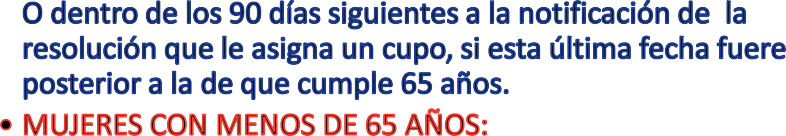 O dentro de los 90 días siguientes a la notificación de  la
resolución que le asigna un cupo, si esta última fecha fuere
posterior a la de que cumple 65 años.
• MUJERES CON MENOS DE 65 AÑOS: